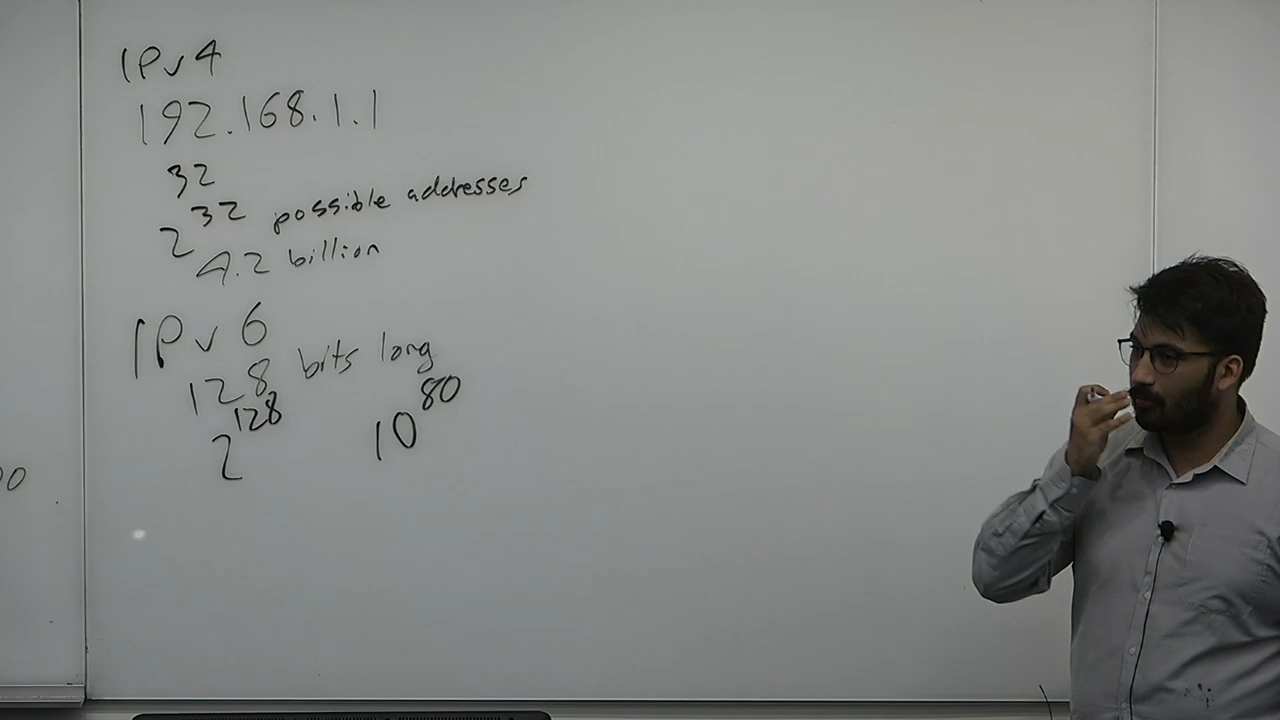 IPv4
192.168.1.1
32
2^32 possible addresses
4.2 billion
IPv6
128 bits long
2^128 10^80